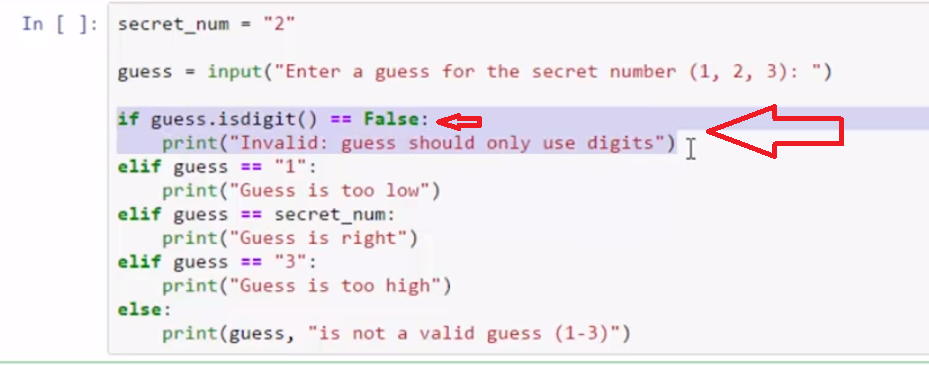 In [ ]: secret_num = "2"
guess = input("Enter a guess for the secret number (1, 2, 3): ")
if guess.isdigit() == False:
print("Invalid: guess should only use digits")
elif guess == "1":
print("Guess is too low")
elif guess == secret_num:
print("Guess is right")
elif guess == "3":
print("Guess is too high")
else:
print(guess, "is not a valid guess (1-3)")